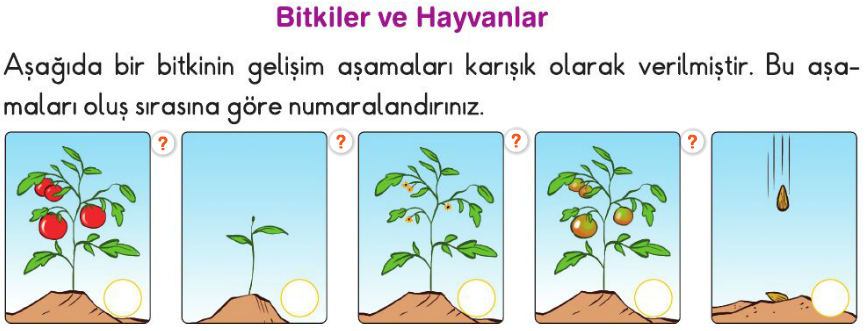 Bitkiler ve Hayvanlar
Aşağıda bir bitkinin gelişim aşamaları karışık olarak verilmiştir. Bu aşa-
maları oluş sırasına göre numaralandırınız.
? ? ? ?